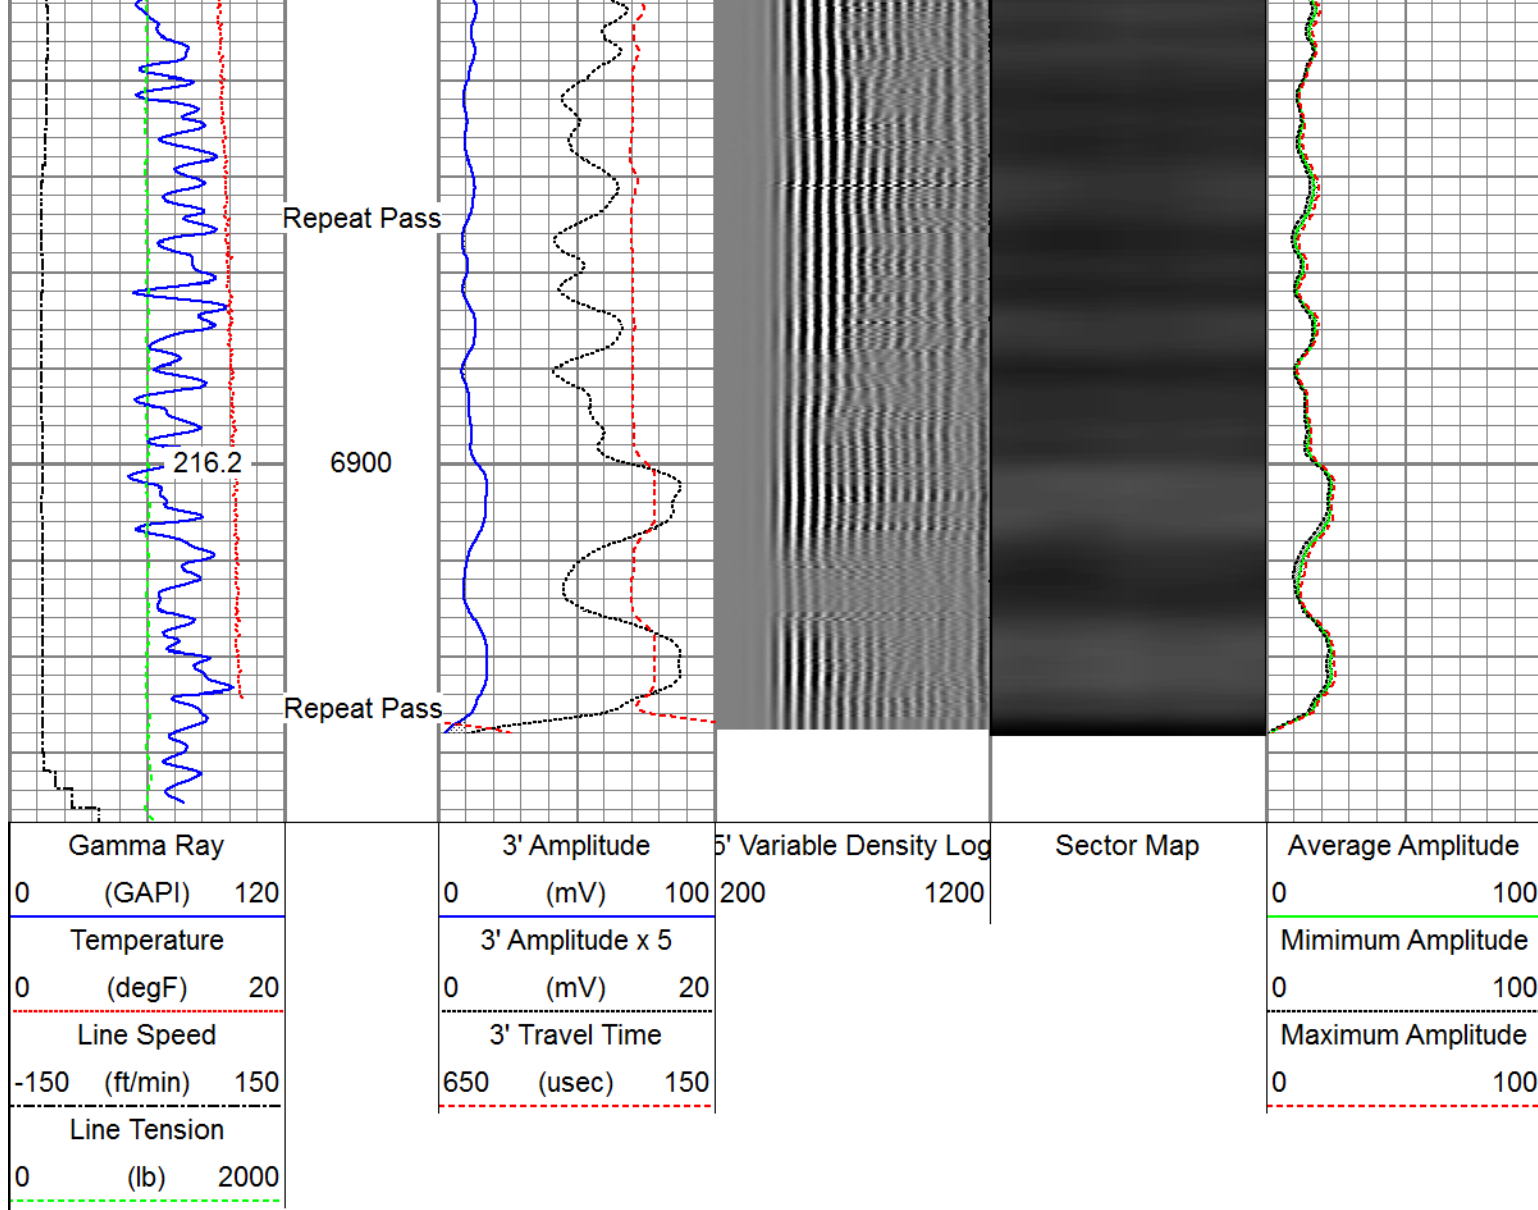 Repeat Pass
216.2
6900
Repeat Pass
Gamma Ray
0 (GAPI) 120
Temperature
0 (degF) 20
Line Speed
-150 (ft/min) 150
Line Tension
0 (lb) 2000
3' Amplitude
0 (mV) 100
3' Amplitude x 5
0 (mV) 20
3' Travel Time
650 (usec) 150
5' Variable Density Log
200 1200
Sector Map
Average Amplitude
0 100
Mimimum Amplitude
0 100
Maximum Amplitude
0 100